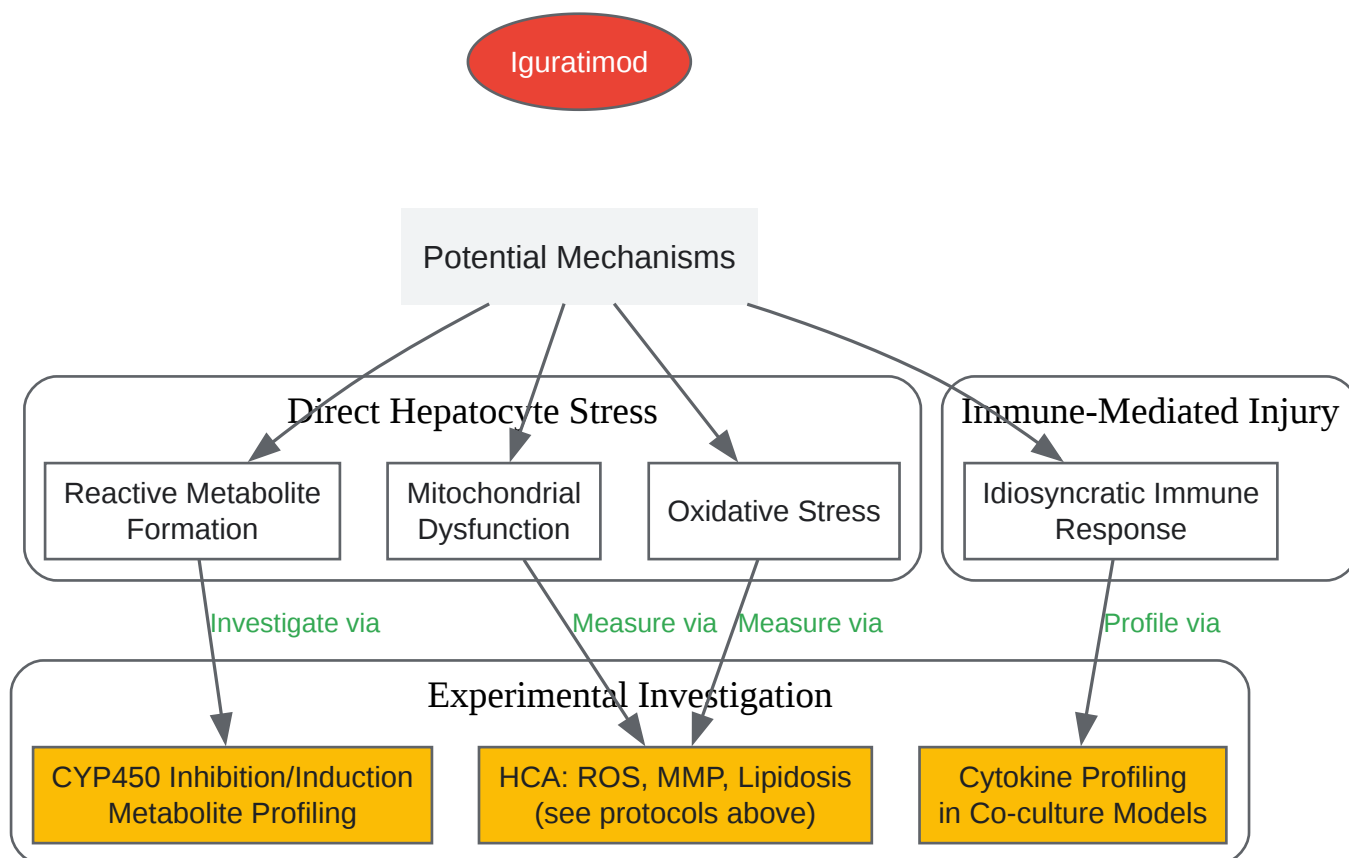 Iguratimod
Potential Mechanisms
Direct Hepatocyte Stress
Immune-Mediated Injury
Reactive Metabolite
Formation
Mitochondrial
Dysfunction
Oxidative Stress
Idiosyncratic Immune
Response
Investigate via
Measure via
Measure via
Profile via
Experimental Investigation
CYP450 Inhibition/Induction
Metabolite Profiling
HCA: ROS, MMP, Lipidosis
(see protocols above)
Cytokine Profiling
in Co-culture Models